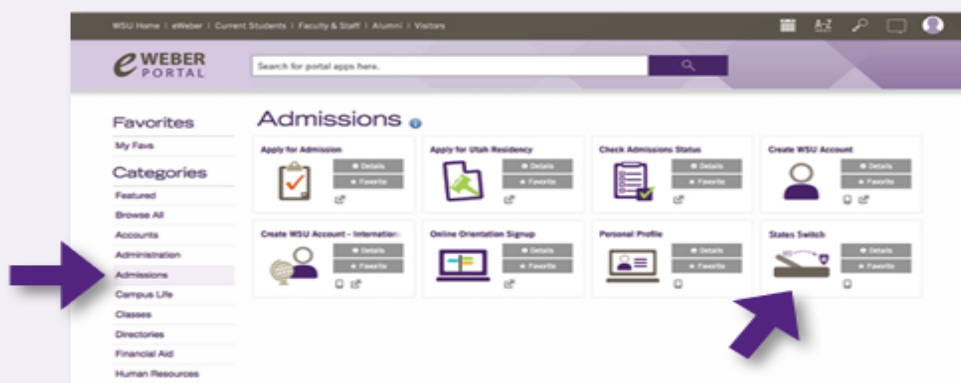 WSU Home | eWeber | Current Students | Faculty & Staff | Alumni | Visitors
A-Z
eWEBER
PORTAL
Search for portal apps here.
Favorites
My Favs
Categories
Featured
Browse All
Accounts
Administration
Admissions
Campus Life
Classes
Directories
Financial Aid
Human Resources
Admissions
Apply for Admission
Details
Favorite
Apply for Utah Residency
Details
Favorite
Check Admissions Status
Details
Favorite
Create WSU Account
Details
Favorite
Create WSU Account - Internation
Details
Favorite
Online Orientation Signup
Details
Favorite
Personal Profile
Details
Favorite
States Switch
Details
Favorite